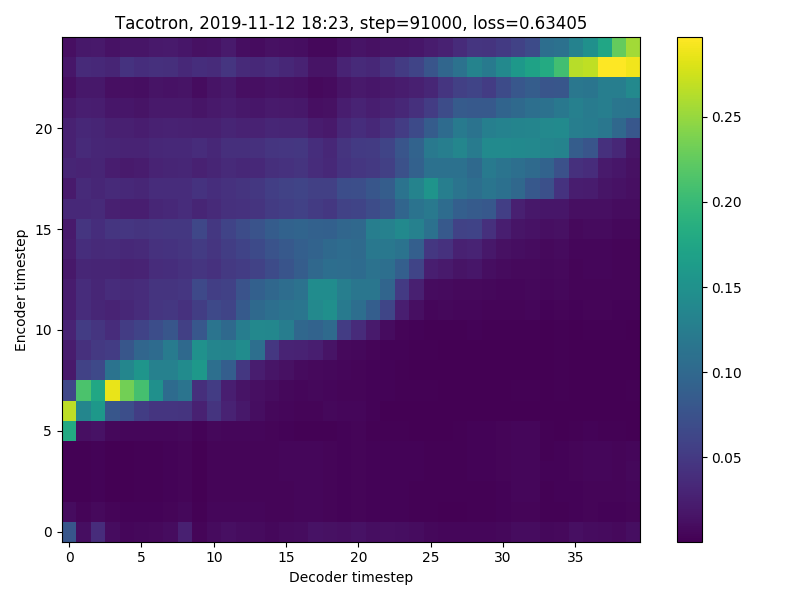 Tacotron, 2019-11-12 18:23, step=91000, loss=0.63405
Encoder timestep
20
15
10
5
0
0 5 10 15 20 25 30 35
Decoder timestep
0.25
0.20
0.15
0.10
0.05